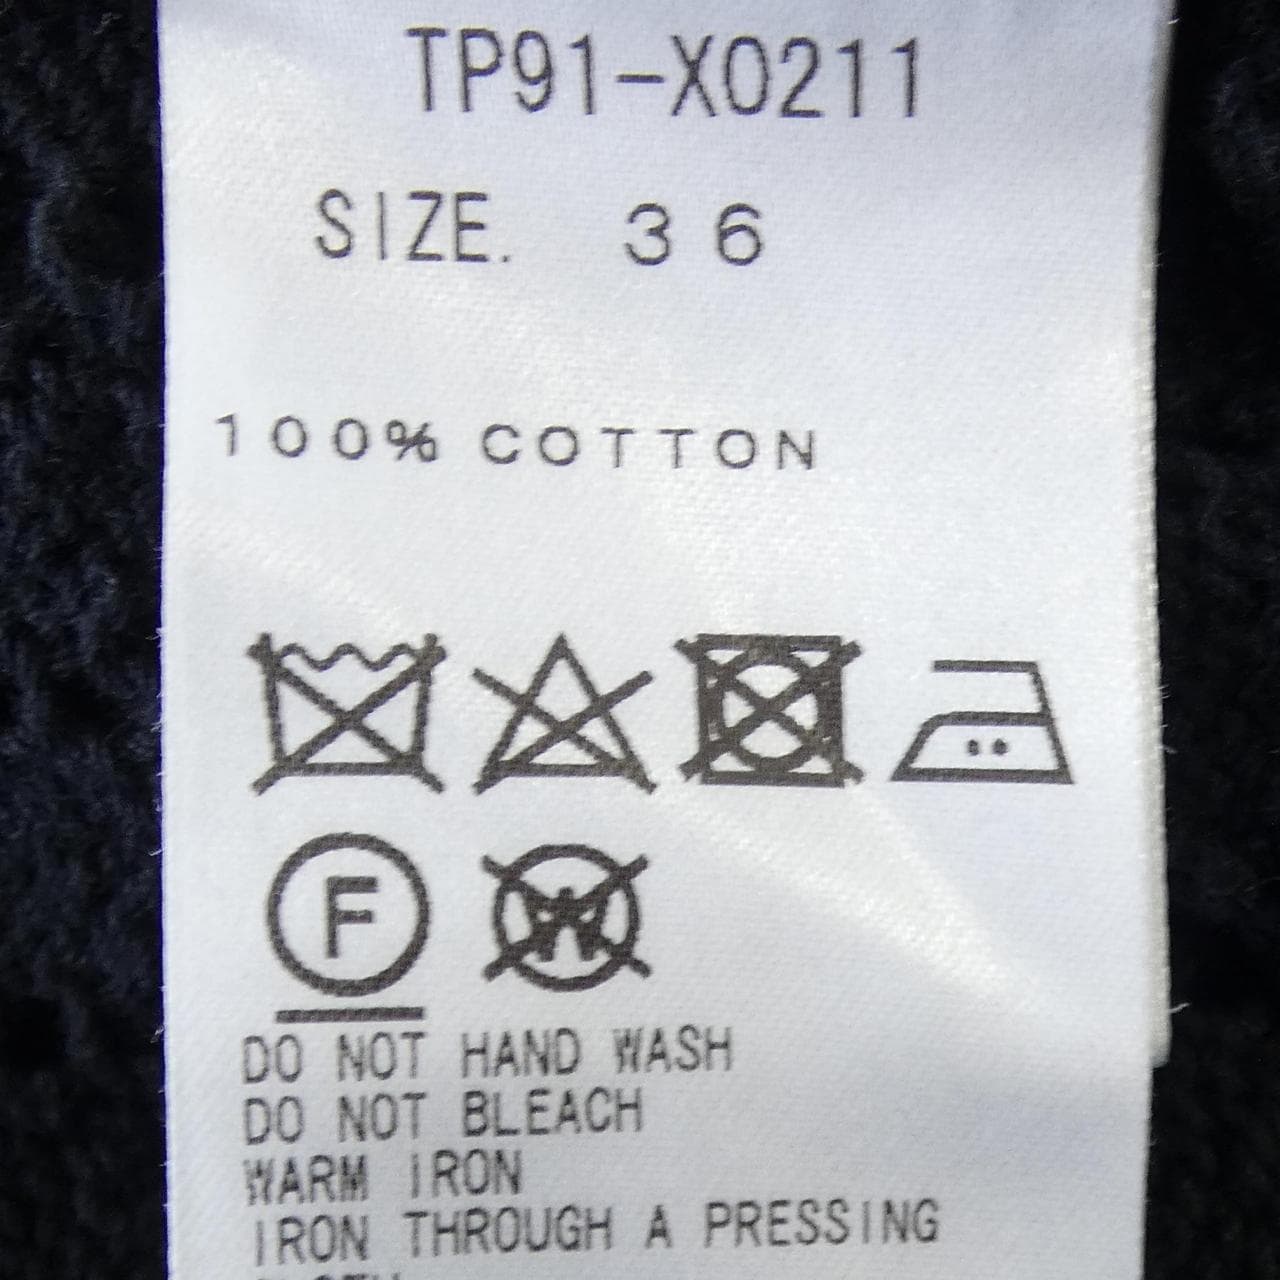 TP91-X0211
SIZE. 36
100% COTTON
F
W
DO NOT HAND WASH
DO NOT BLEACH
WARM IRON
IRON THROUGH A PRESSING